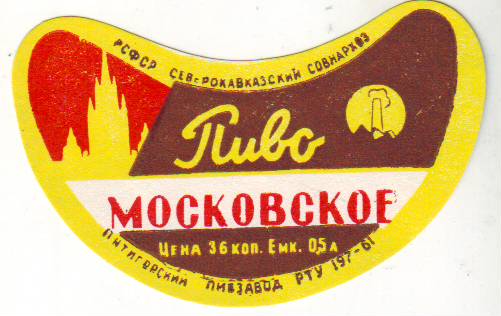 РСФСР СЕВЕРОКАВКАЗСКИЙ СОВНАРХОЗ
Пиво
МОСКОВСКОЕ
ЦЕНА 36 КОП. ЕМК. 0,5 Л
ПЯТИГОРСКИЙ ПИВЗАВОД РТУ 197-61